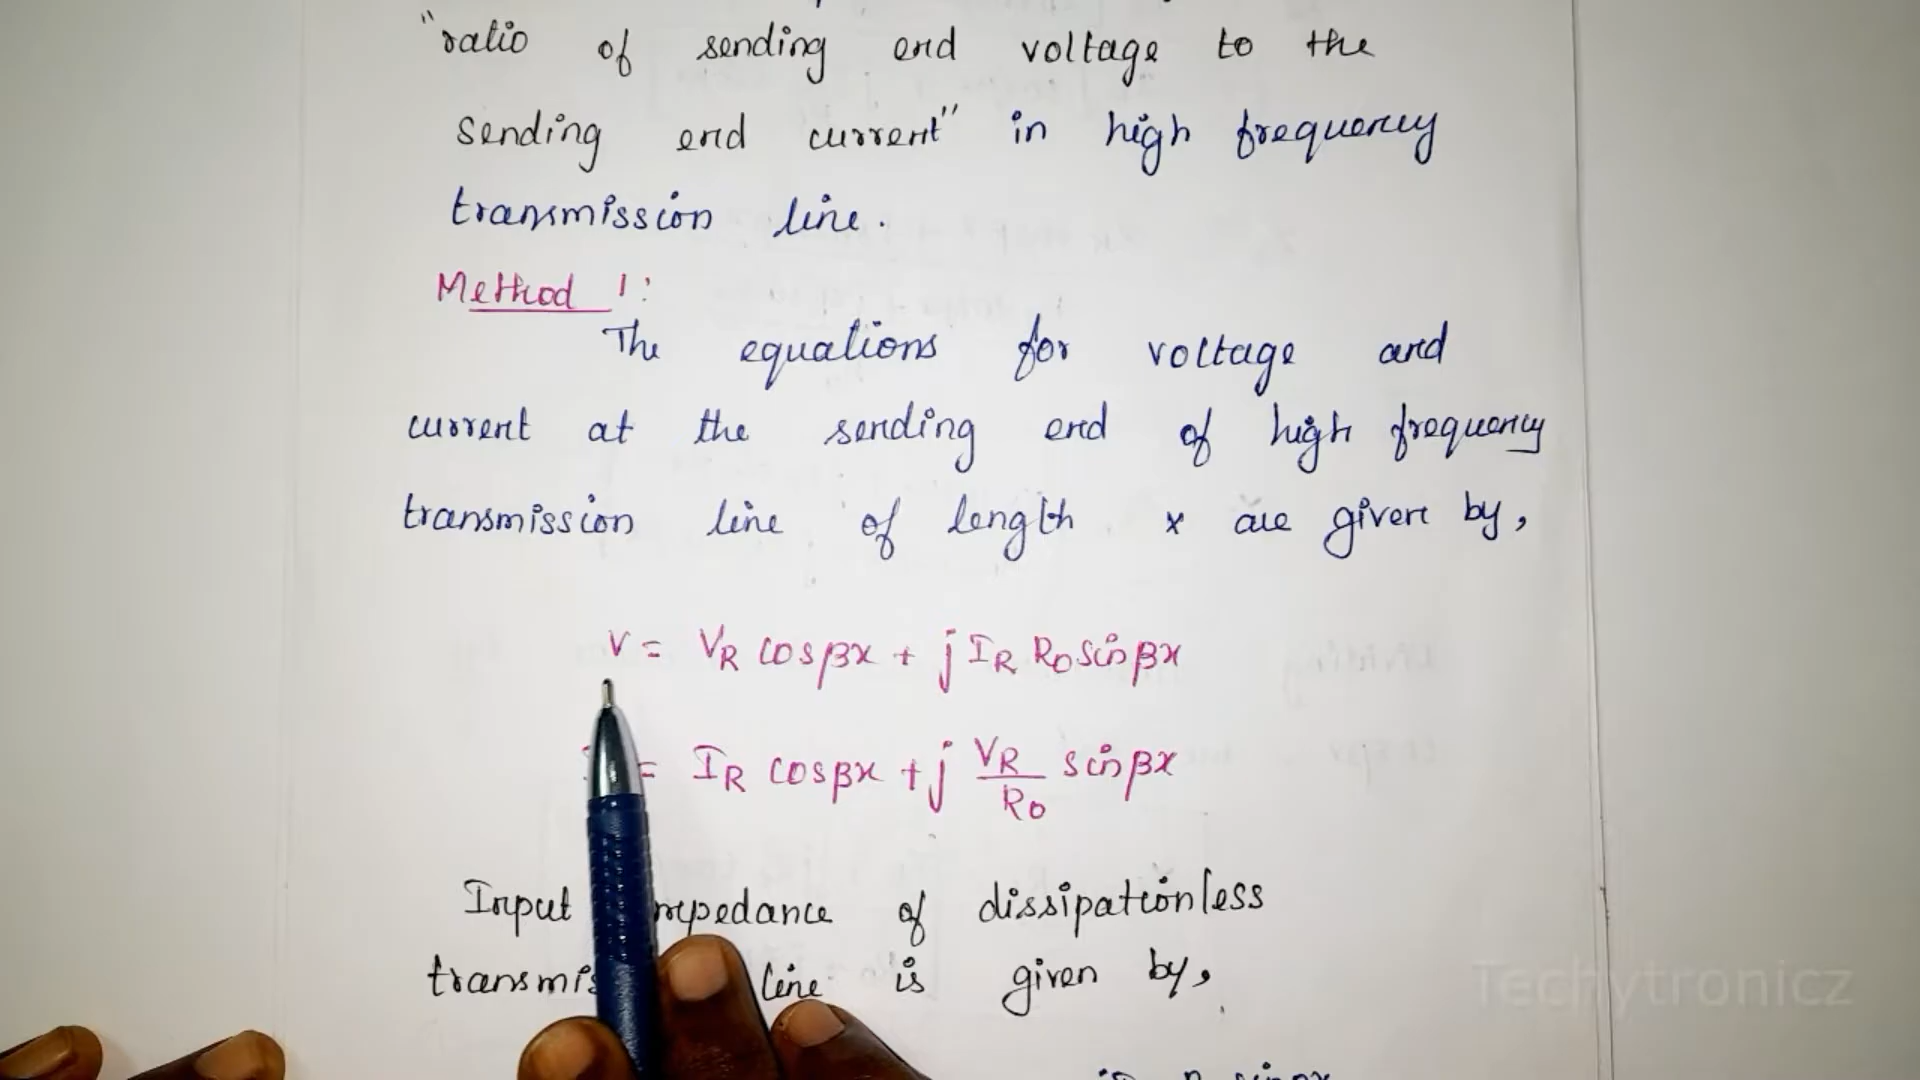 "ratio of sending end voltage to the
sending end current" in high frequency
transmission line.
Method 1:
The equations for voltage and
current at the sending end of high frequency
transmission line of length x are given by,
V = VR cosβx + j IR R0 sinβx
= IR cosβx + j VR/R0 sinβx
Input mpedance of dissipationless
transmis line is given by,
Techytronicz